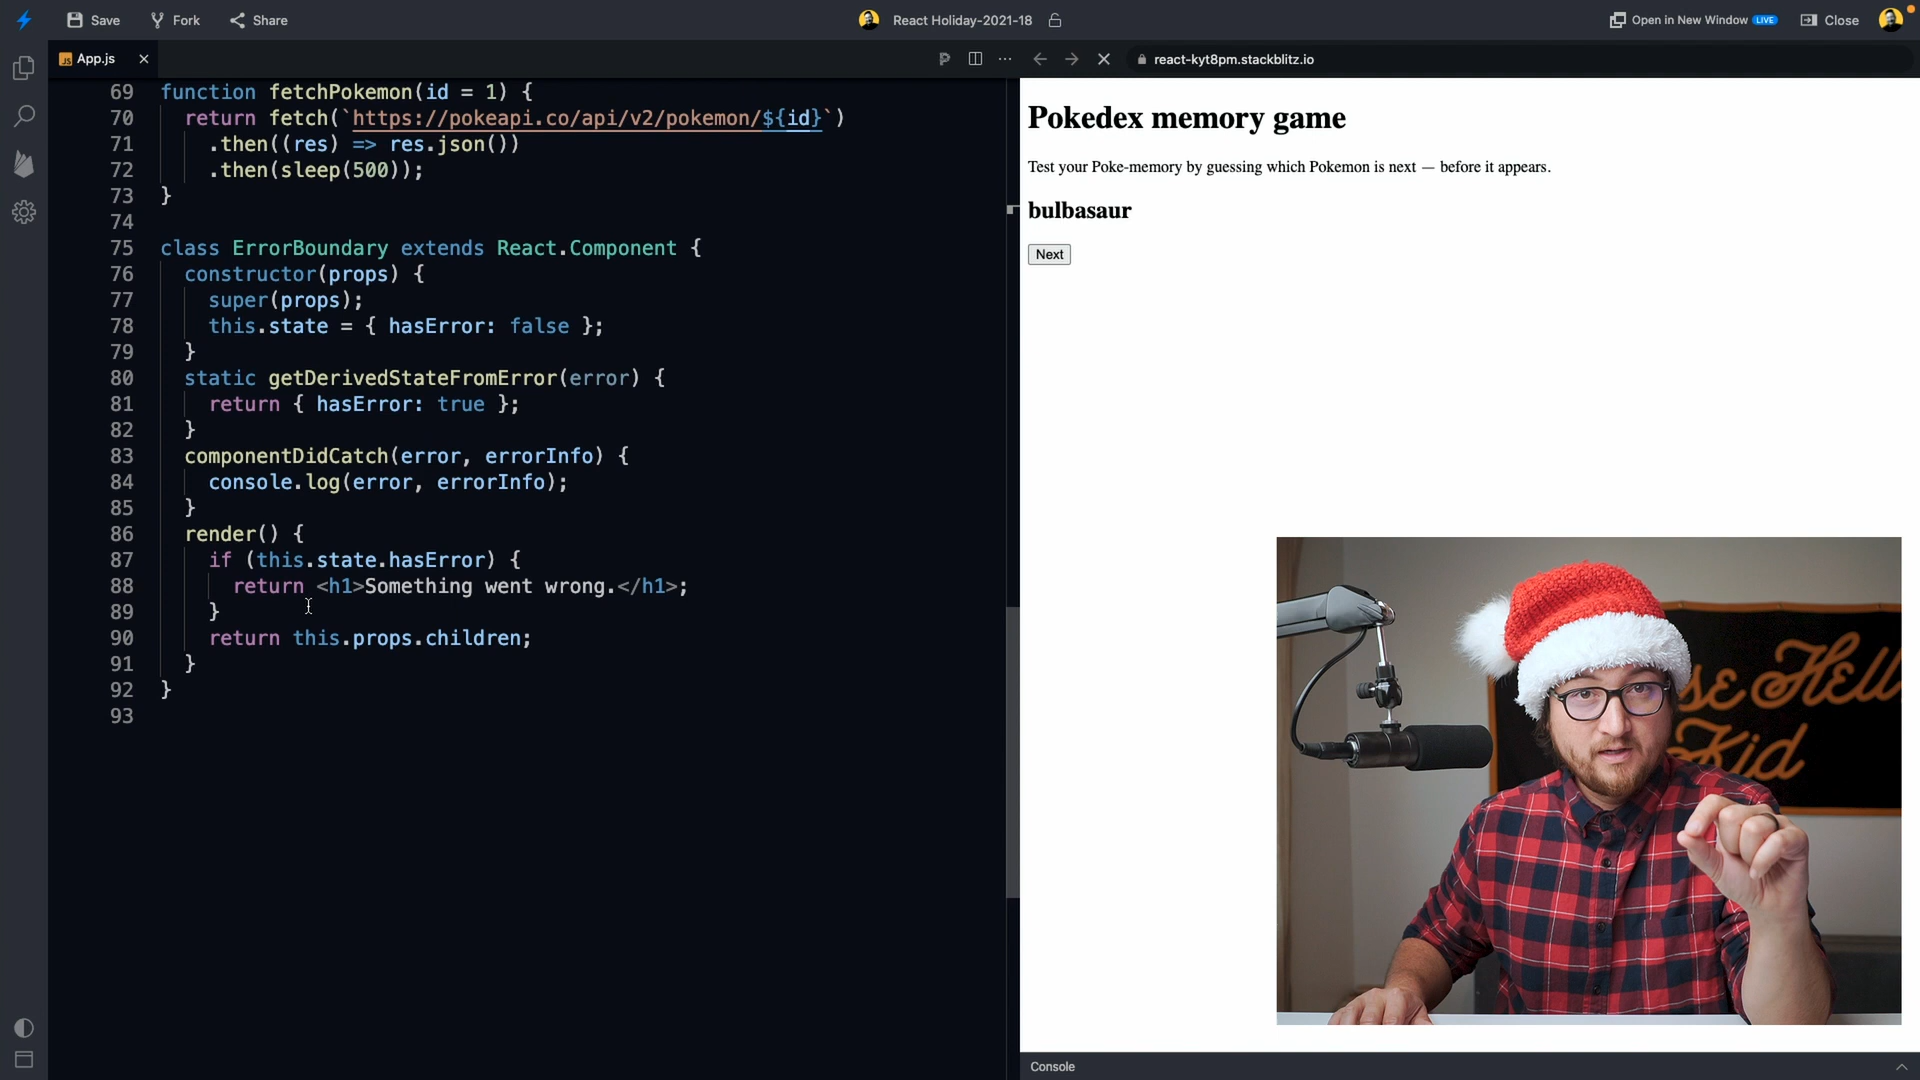 Save
Fork
Share
React Holiday-2021-18
Open in New Window LIVE
Close
JS App.js
react-kyt8pm.stackblitz.io
69 function fetchPokemon(id = 1) {
70 return fetch(`https://pokeapi.co/api/v2/pokemon/${id}`)
71 .then((res) => res.json())
72 .then(sleep(500));
73 }
74
75 class ErrorBoundary extends React.Component {
76 constructor(props) {
77 super(props);
78 this.state = { hasError: false };
79 }
80 static getDerivedStateFromError(error) {
81 return { hasError: true };
82 }
83 componentDidCatch(error, errorInfo) {
84 console.log(error, errorInfo);
85 }
86 render() {
87 if (this.state.hasError) {
88 return <h1>Something went wrong.</h1>;
89 }
90 return this.props.children;
91 }
92 }
93
Pokedex memory game
Test your Poke-memory by guessing which Pokemon is next — before it appears.
bulbasaur
Next
se Hell
Kid
Console